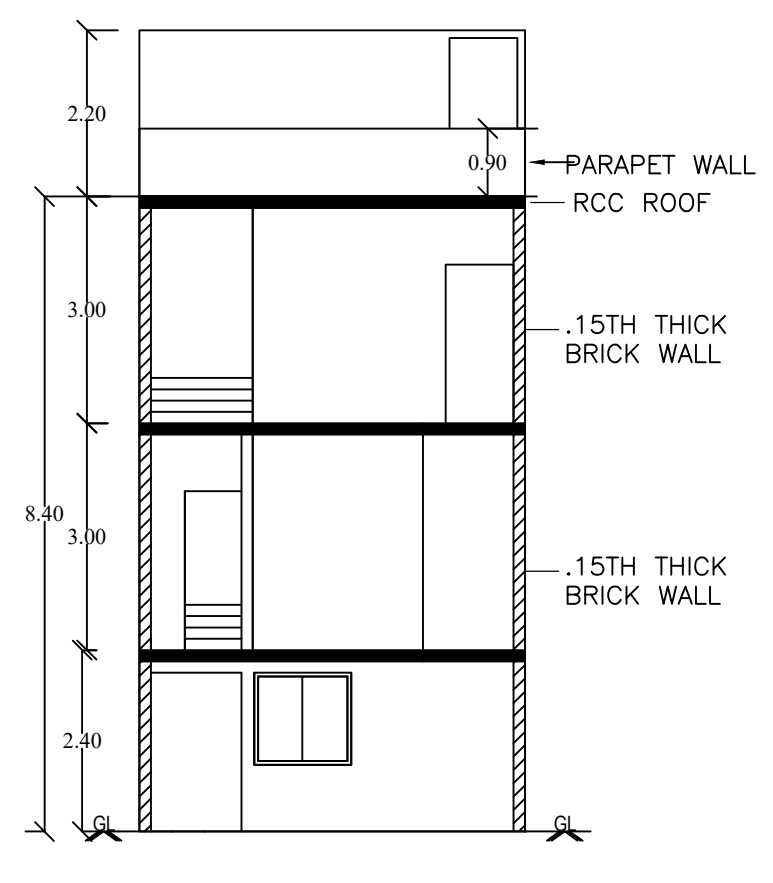 2.20
0.90
PARAPET WALL
RCC ROOF
3.00
.15TH THICK
BRICK WALL
8.40
3.00
.15TH THICK
BRICK WALL
2.40
GL
GL